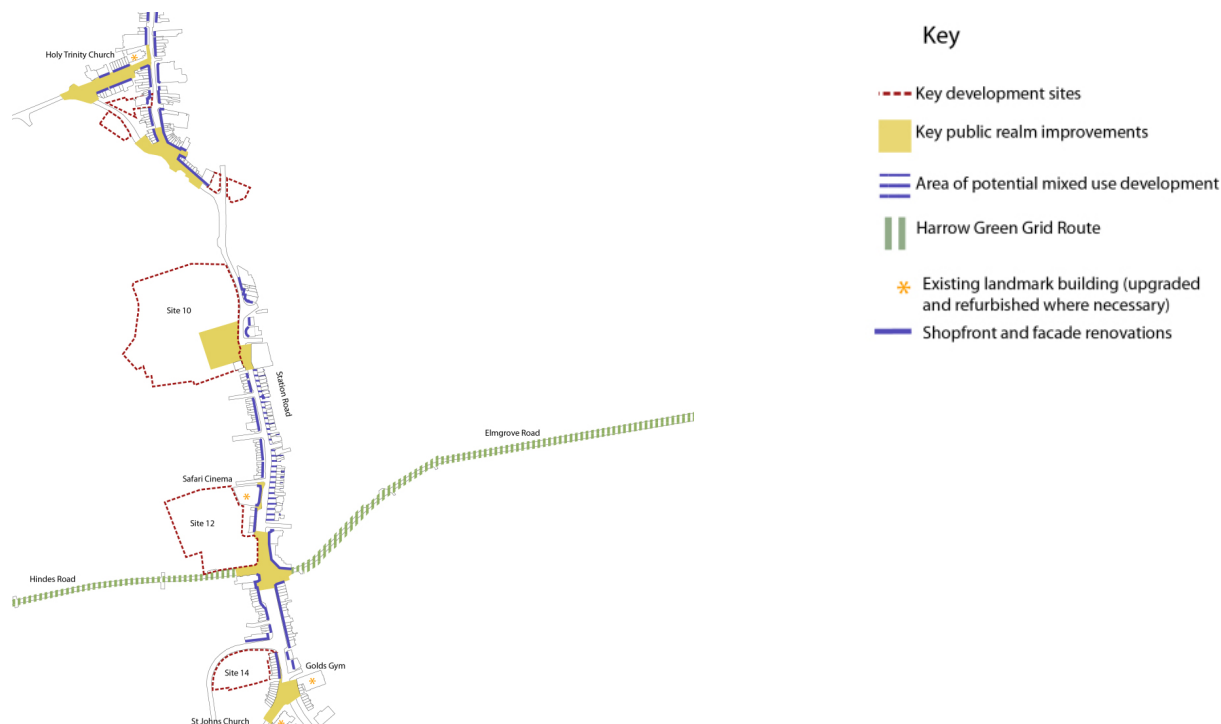 Holy Trinity Church
Site 10
Station Road
Elmgrove Road
Safari Cinema
Site 12
Hindes Road
Site 14
Golds Gym
St Johns Church
Key
Key development sites
Key public realm improvements
Area of potential mixed use development
Harrow Green Grid Route
Existing landmark building (upgraded
and refurbished where necessary)
Shopfront and facade renovations